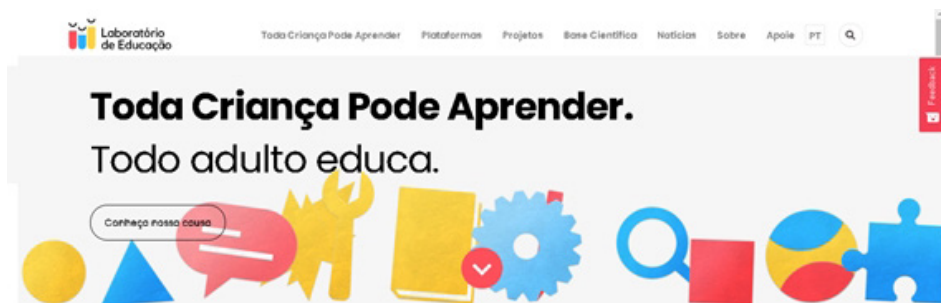 Laboratório
de Educação
Toda Criança Pode Aprender Plataformas Projetos Base Científica Notícias Sobre Apoie PT
Feedback
Toda Criança Pode Aprender.
Todo adulto educa.
Conheça nossa causa